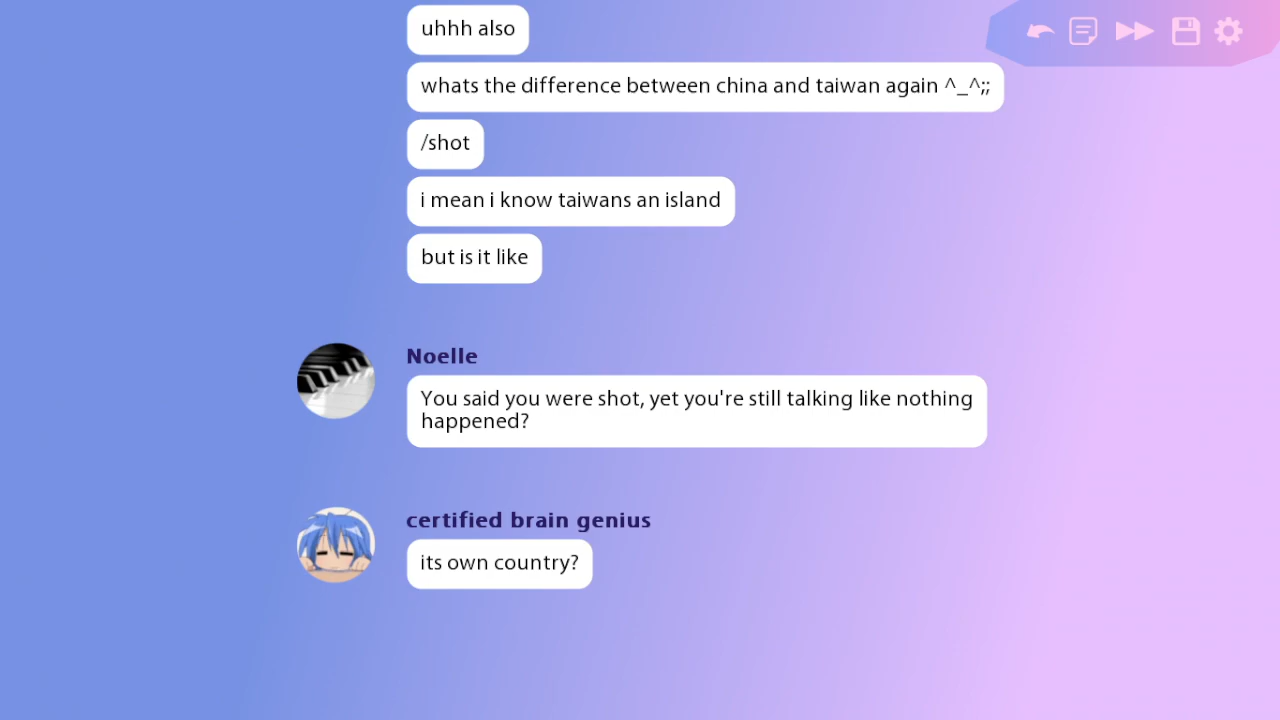 uhhh also
whats the difference between china and taiwan again ^_^;;
/shot
i mean i know taiwans an island
but is it like
Noelle
You said you were shot, yet you're still talking like nothing
happened?
certified brain genius
its own country?